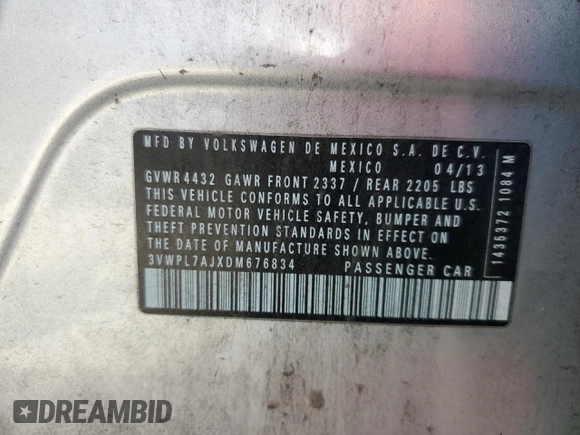 MFD BY VOLKSWAGEN DE MEXICO S.A. DE C.V.
MEXICO 04/13
GVWR 4432 GAWR FRONT 2337 / REAR 2205 LBS
THIS VEHICLE CONFORMS TO ALL APPLICABLE U.S.
FEDERAL MOTOR VEHICLE SAFETY, BUMPER AND
THEFT PREVENTION STANDARDS IN EFFECT ON
THE DATE OF MANUFACTURE SHOWN ABOVE.
3VWPL7AJXDM676834 PASSENGER CAR
1435372 1084 M
DREAMBID